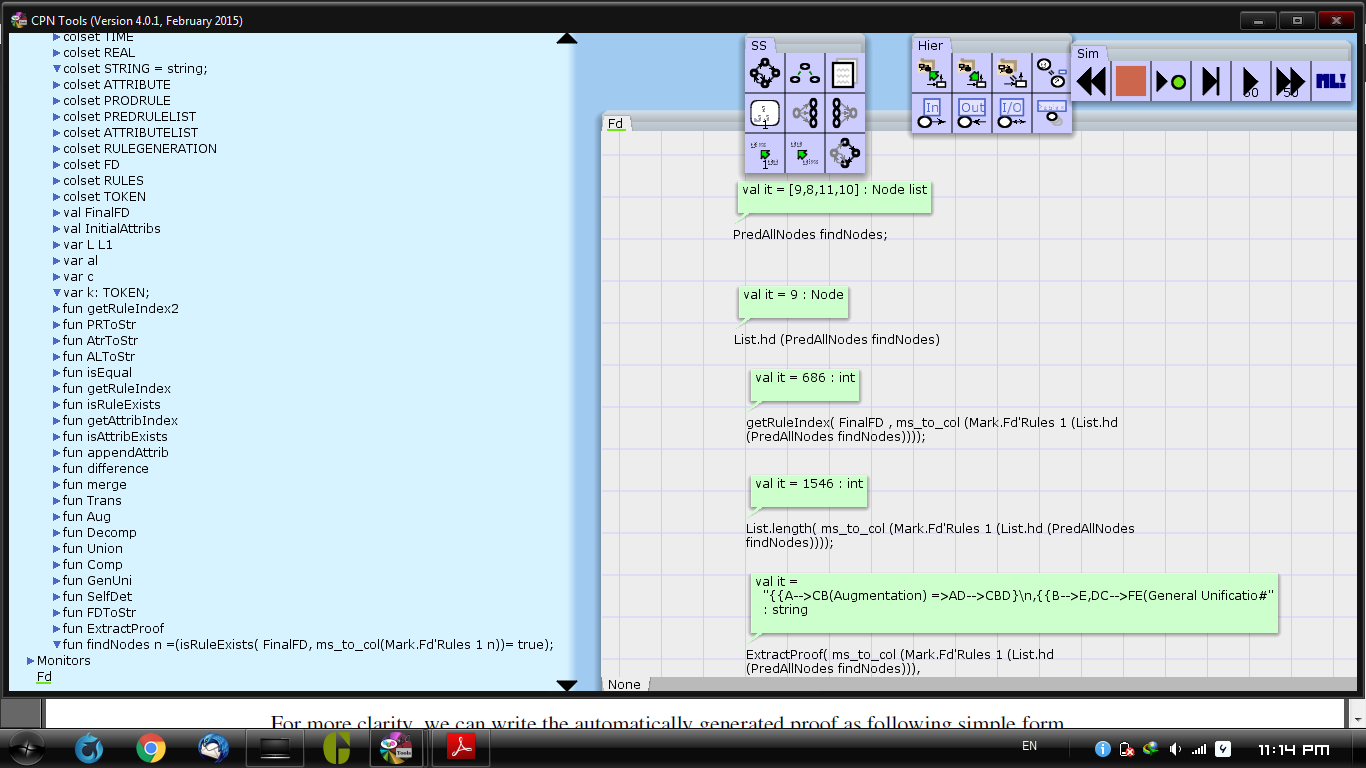 CPN Tools (Version 4.0.1, February 2015)
colset TIME
colset REAL
colset STRING = string;
colset ATTRIBUTE
colset PRODRULE
colset PREDRULELIST
colset ATTRIBUTELIST
colset RULEGENERATION
colset FD
colset RULES
colset TOKEN
val FinalFD
val InitialAttribs
var L L1
var al
var c
var k: TOKEN;
fun getRuleIndex2
fun PRToStr
fun AtrToStr
fun ALToStr
fun isEqual
fun getRuleIndex
fun isRuleExists
fun getAttribIndex
fun isAttribExists
fun appendAttrib
fun difference
fun merge
fun Trans
fun Aug
fun Decomp
fun Union
fun Comp
fun GenUni
fun SelfDet
fun FDToStr
fun ExtractProof
fun findNodes n =(isRuleExists( FinalFD, ms_to_col(Mark.Fd'Rules 1 n))= true);
Monitors
Fd
SS
1
1
Hier
In
Out
I/O
Sim
50
50
ML!
Fd
val it = [9,8,11,10] : Node list
PredAllNodes findNodes;
val it = 9 : Node
List.hd (PredAllNodes findNodes)
val it = 686 : int
getRuleIndex( FinalFD , ms_to_col (Mark.Fd'Rules 1 (List.hd
(PredAllNodes findNodes))));
val it = 1546 : int
List.length( ms_to_col (Mark.Fd'Rules 1 (List.hd (PredAllNodes
findNodes))));
val it =
"{{A-->CB(Augmentation) =>AD-->CBD}\n,{{B-->E,DC-->FE(General Unificatio#"
: string
ExtractProof( ms_to_col (Mark.Fd'Rules 1 (List.hd
(PredAllNodes findNodes))),
None
For more clarity, we can write the automatically generated proof as following simple form
Tools
EN
11:14 PM